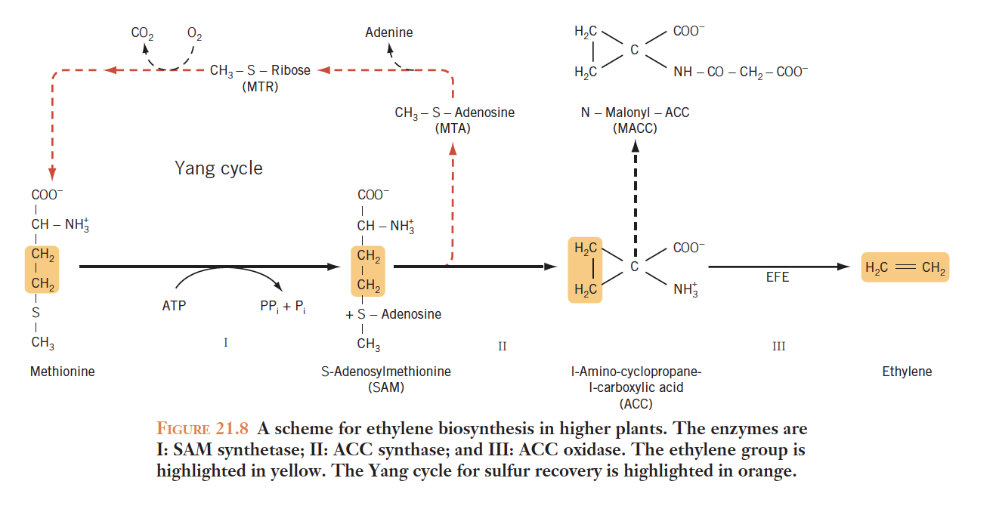 CO₂ O₂ Adenine
CH₃ – S – Ribose
(MTR)
CH₃ – S – Adenosine
(MTA)
H₂C C COO⁻
H₂C NH – CO – CH₂ – COO⁻
N – Malonyl – ACC
(MACC)
Yang cycle
COO⁻
CH – NH₃⁺
CH₂
CH₂
S
CH₃
Methionine
ATP PPᵢ + Pᵢ
I
COO⁻
CH – NH₃⁺
CH₂
CH₂
+ S – Adenosine
CH₃
S-Adenosylmethionine
(SAM)
II
H₂C COO⁻
C
H₂C NH₃⁺
I-Amino-cyclopropane-
I-carboxylic acid
(ACC)
EFE
III
H₂C = CH₂
Ethylene
FIGURE 21.8 A scheme for ethylene biosynthesis in higher plants. The enzymes are
I: SAM synthetase; II: ACC synthase; and III: ACC oxidase. The ethylene group is
highlighted in yellow. The Yang cycle for sulfur recovery is highlighted in orange.